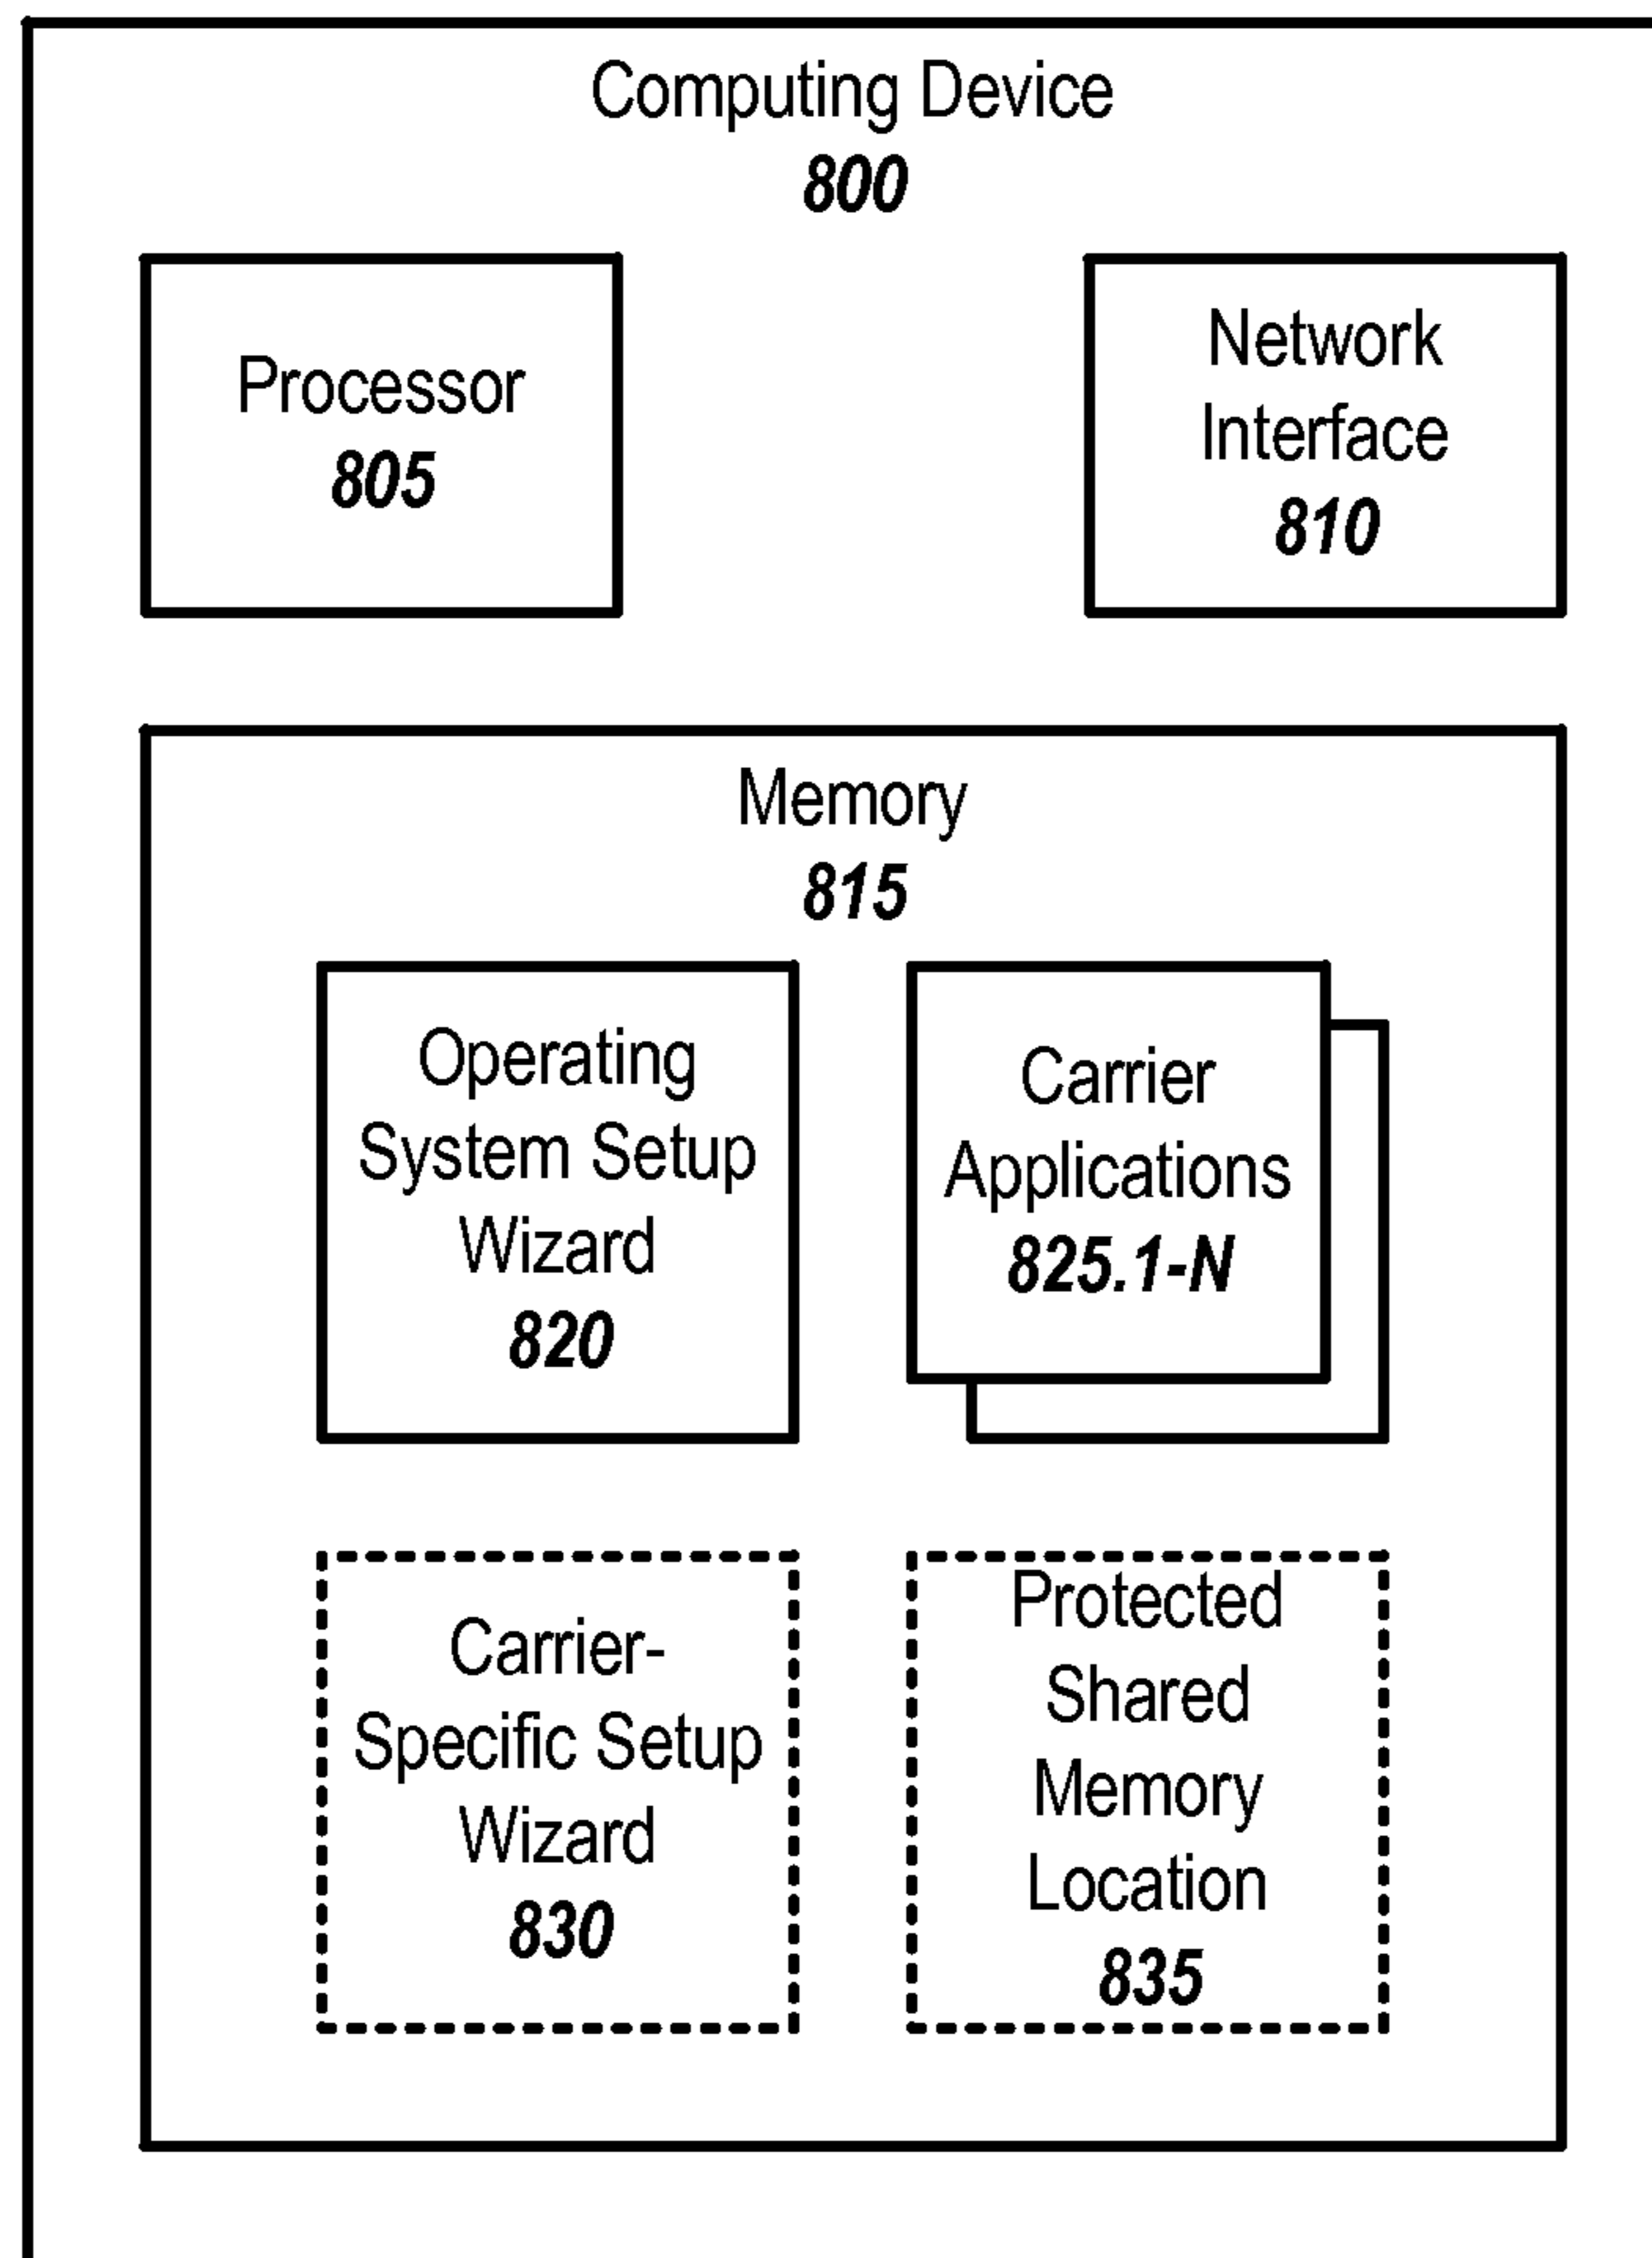 Computing Device
800
Processor
805
Network
Interface
810
Memory
815
Operating
System Setup
Wizard
820
Carrier
Applications
825.1-N
Carrier-
Specific Setup
Wizard
830
Protected
Shared
Memory
Location
835